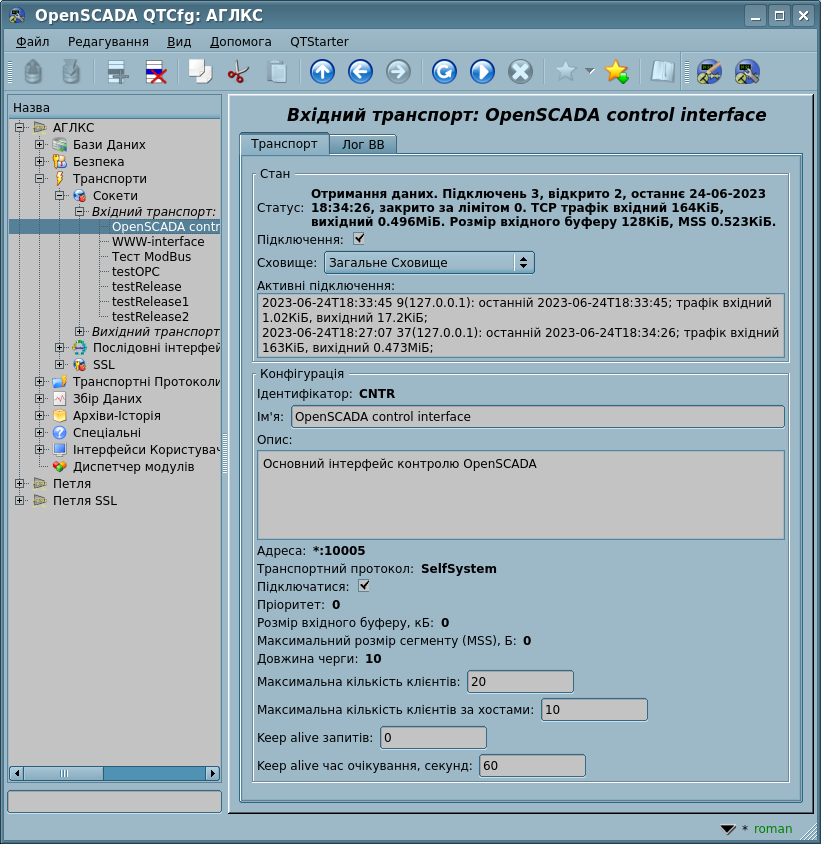 OpenSCADA QTCfg: АГЛКС
Файл Редагування Вид Допомога QTStarter
Назва
АГЛКС
Бази Даних
Безпека
Транспорти
Сокети
Вхідний транспорт:
OpenSCADA contr
WWW-interface
Тест ModBus
testOPC
testRelease
testRelease1
testRelease2
Вихідний транспорт
Послідовні інтерфей
SSL
Транспортні Протоколи
Збір Даних
Архіви-Історія
Спеціальні
Інтерфейси Користувач
Диспетчер модулів
Петля
Петля SSL
Вхідний транспорт: OpenSCADA control interface
Транспорт Лог ВВ
Стан
Статус: Отримання даних. Підключень 3, відкрито 2, останнє 24-06-2023
18:34:26, закрито за лімітом 0. TCP трафік вхідний 164КіБ,
вихідний 0.496МіБ. Розмір вхідного буферу 128КіБ, MSS 0.523КіБ.
Підключення:
Сховище: Загальне Сховище
Активні підключення:
2023-06-24T18:33:45 9(127.0.0.1): останній 2023-06-24T18:33:45; трафік вхідний
1.02КіБ, вихідний 17.2КіБ;
2023-06-24T18:27:07 37(127.0.0.1): останній 2023-06-24T18:34:26; трафік вхідний
163КіБ, вихідний 0.473МіБ;
Конфігурація
Ідентифікатор: CNTR
Ім'я: OpenSCADA control interface
Опис:
Основний інтерфейс контролю OpenSCADA
Адреса: *:10005
Транспортний протокол: SelfSystem
Підключатися:
Пріоритет: 0
Розмір вхідного буферу, кБ: 0
Максимальний розмір сегменту (MSS), Б: 0
Довжина черги: 10
Максимальна кількість клієнтів: 20
Максимальна кількість клієнтів за хостами: 10
Keep alive запитів: 0
Keep alive час очікування, секунд: 60
* roman